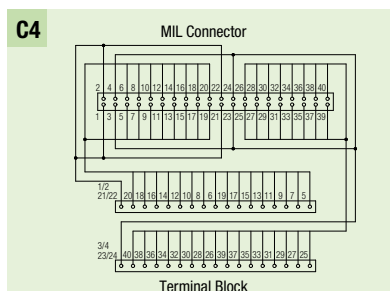 C4
MIL Connector
2 4 6 8 10 12 14 16 18 20 22 24 26 28 30 32 34 36 38 40
1 3 5 7 9 11 13 15 17 19 21 23 25 27 29 31 33 35 37 39
1/2
21/22 20 18 16 14 12 10 8 6 19 17 15 13 11 9 7 5
3/4
23/24 40 38 36 34 32 30 28 26 39 37 35 33 31 29 27 25
Terminal Block